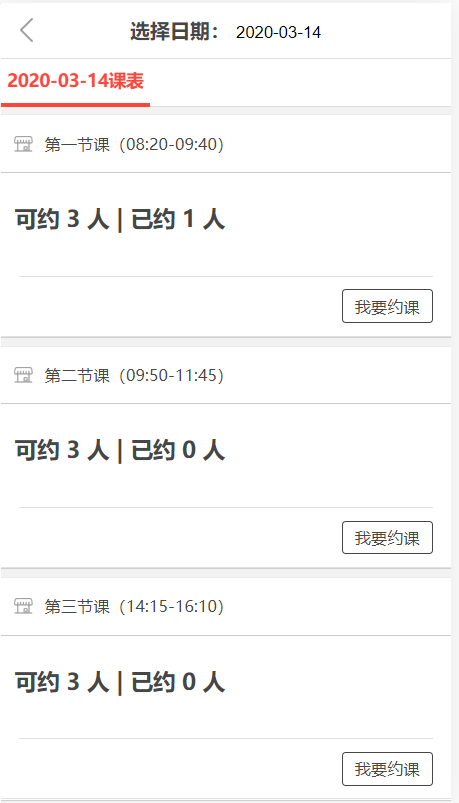 选择日期： 2020-03-14
2020-03-14课表
第一节课（08:20-09:40）
可约 3 人 | 已约 1 人
我要约课
第二节课（09:50-11:45）
可约 3 人 | 已约 0 人
我要约课
第三节课（14:15-16:10）
可约 3 人 | 已约 0 人
我要约课